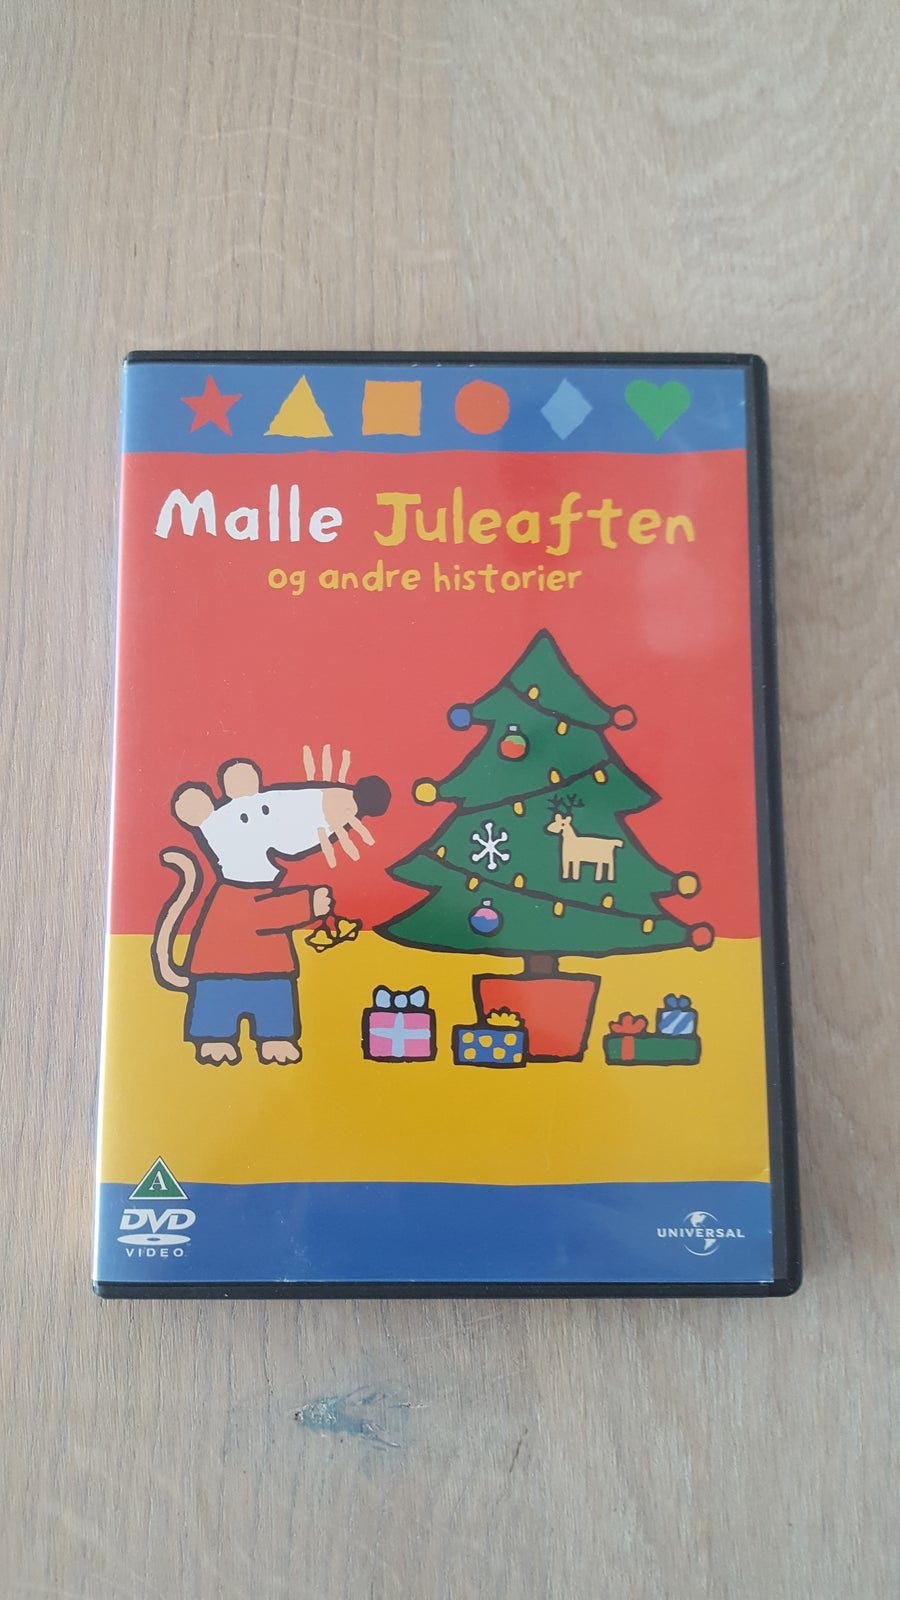 Malle Juleaften
og andre historier
A
DVD
VIDEO
UNIVERSAL